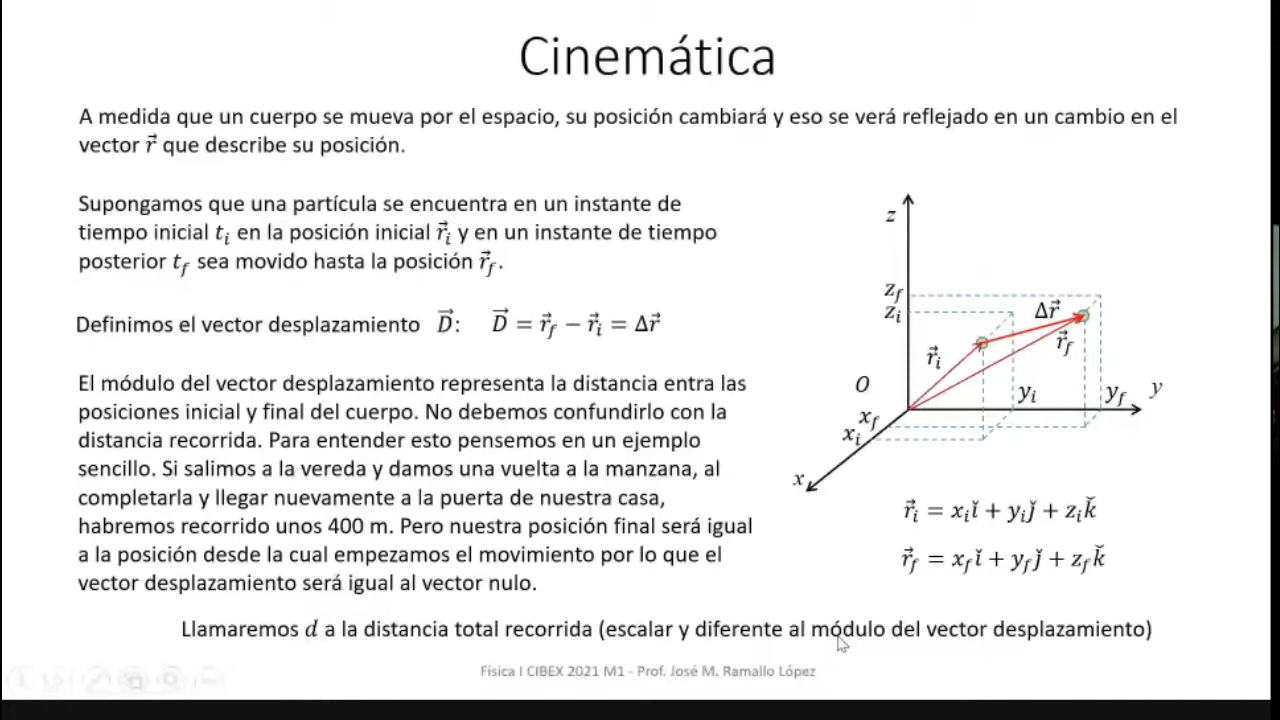 Cinemática
A medida que un cuerpo se mueva por el espacio, su posición cambiará y eso se verá reflejado en un cambio en el
vector r⃗ que describe su posición.
Supongamos que una partícula se encuentra en un instante de
tiempo inicial tᵢ en la posición inicial r⃗ᵢ y en un instante de tiempo
posterior t_f sea movido hasta la posición r⃗_f.
Definimos el vector desplazamiento D⃗: D⃗ = r⃗_f − r⃗ᵢ = Δr⃗
El módulo del vector desplazamiento representa la distancia entra las
posiciones inicial y final del cuerpo. No debemos confundirlo con la
distancia recorrida. Para entender esto pensemos en un ejemplo
sencillo. Si salimos a la vereda y damos una vuelta a la manzana, al
completarla y llegar nuevamente a la puerta de nuestra casa,
habremos recorrido unos 400 m. Pero nuestra posición final será igual
a la posición desde la cual empezamos el movimiento por lo que el
vector desplazamiento será igual al vector nulo.
z
z_f
zᵢ
Δr⃗
r⃗ᵢ
r⃗_f
O
yᵢ
y_f
y
x_f
xᵢ
x
r⃗ᵢ = xᵢǐ + yᵢǰ + zᵢǩ
r⃗_f = x_fǐ + y_fǰ + z_fǩ
Llamaremos d a la distancia total recorrida (escalar y diferente al módulo del vector desplazamiento)
Física I CIBEX 2021 M1 - Prof. José M. Ramallo López